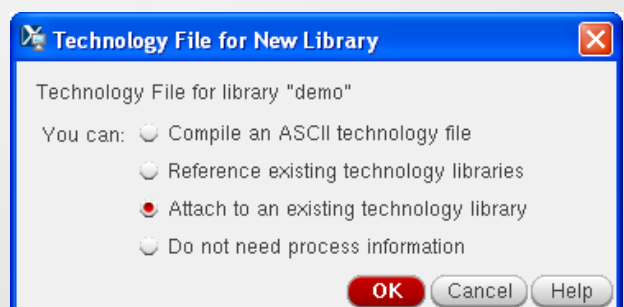 Technology File for New Library
Technology File for library "demo"
You can: Compile an ASCII technology file
Reference existing technology libraries
Attach to an existing technology library
Do not need process information
OK Cancel Help